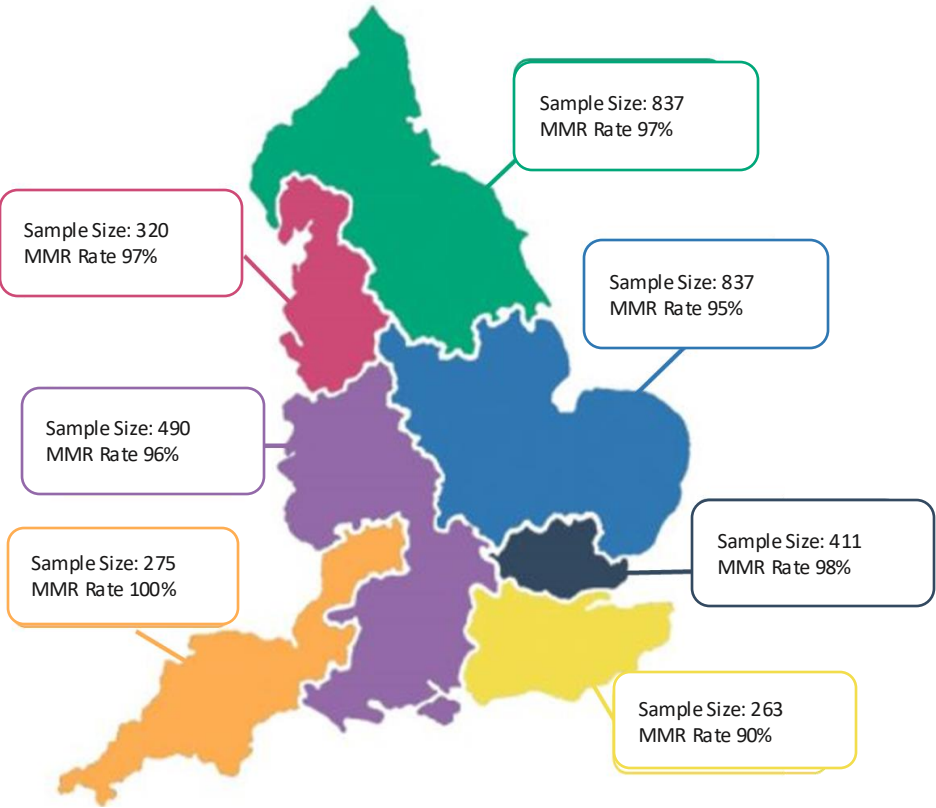 Sample Size: 837
MMR Rate 97%
Sample Size: 320
MMR Rate 97%
Sample Size: 837
MMR Rate 95%
Sample Size: 490
MMR Rate 96%
Sample Size: 411
MMR Rate 98%
Sample Size: 275
MMR Rate 100%
Sample Size: 263
MMR Rate 90%